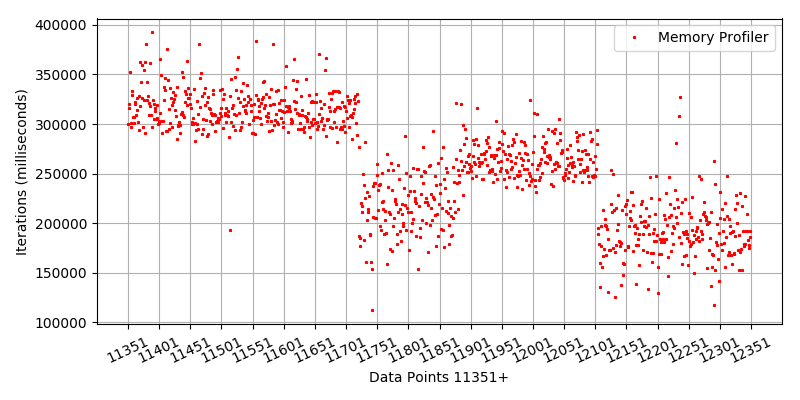 400000
350000
300000
250000
200000
150000
100000
Iterations (milliseconds)
Memory Profiler
11351 11401 11451 11501 11551 11601 11651 11701 11751 11801 11851 11901 11951 12001 12051 12101 12151 12201 12251 12301 12351
Data Points 11351+